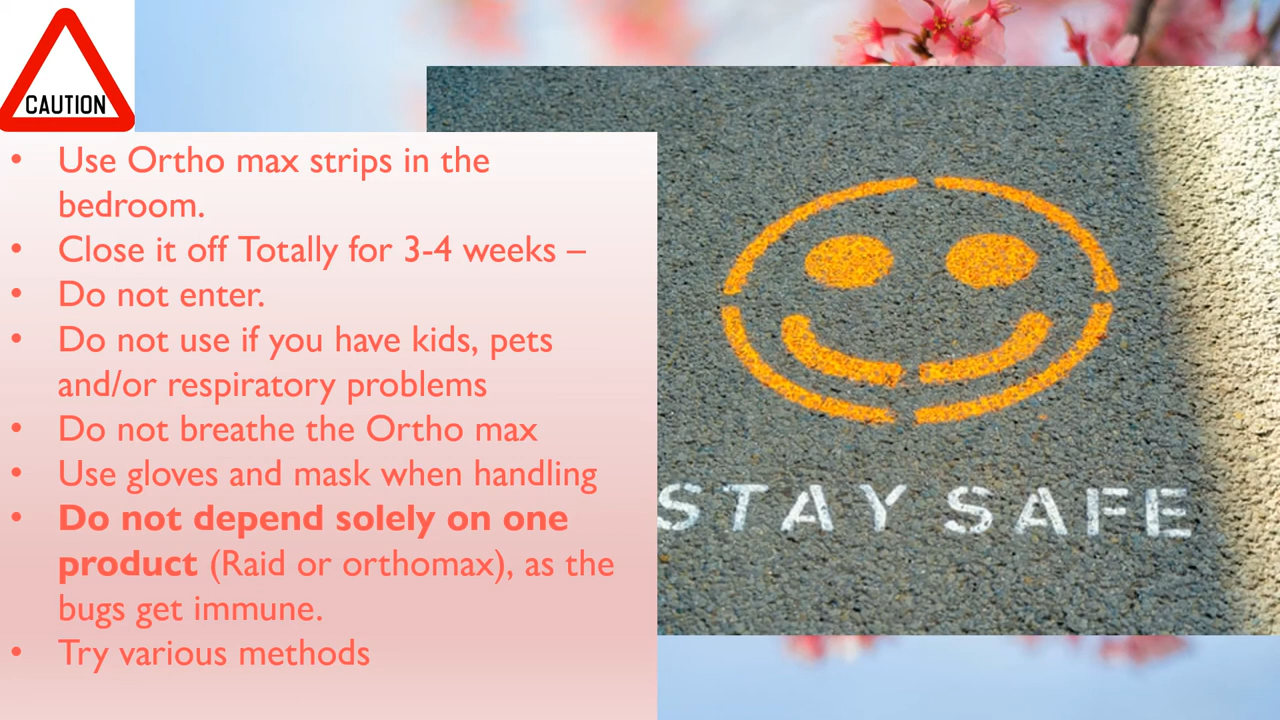 CAUTION
• Use Ortho max strips in the
bedroom.
• Close it off Totally for 3-4 weeks –
• Do not enter.
• Do not use if you have kids, pets
and/or respiratory problems
• Do not breathe the Ortho max
• Use gloves and mask when handling
• Do not depend solely on one
product (Raid or orthomax), as the
bugs get immune.
• Try various methods
STAY SAFE